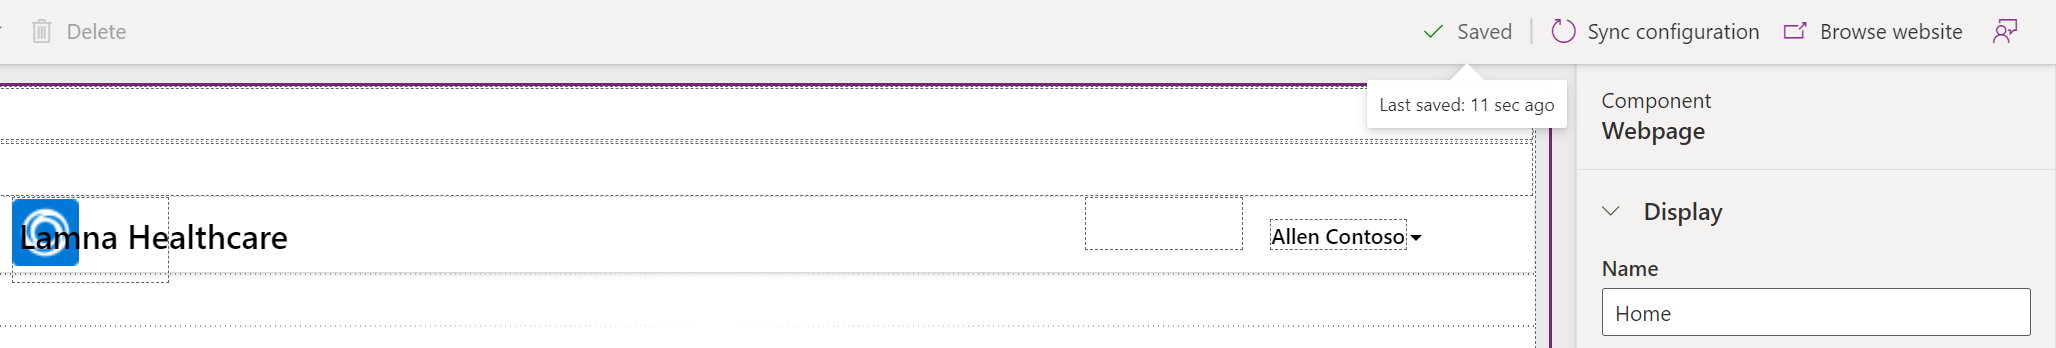 Delete
Saved
Sync configuration
Browse website
Last saved: 11 sec ago
Component
Webpage
Lamna Healthcare
Allen Contoso
Display
Name
Home